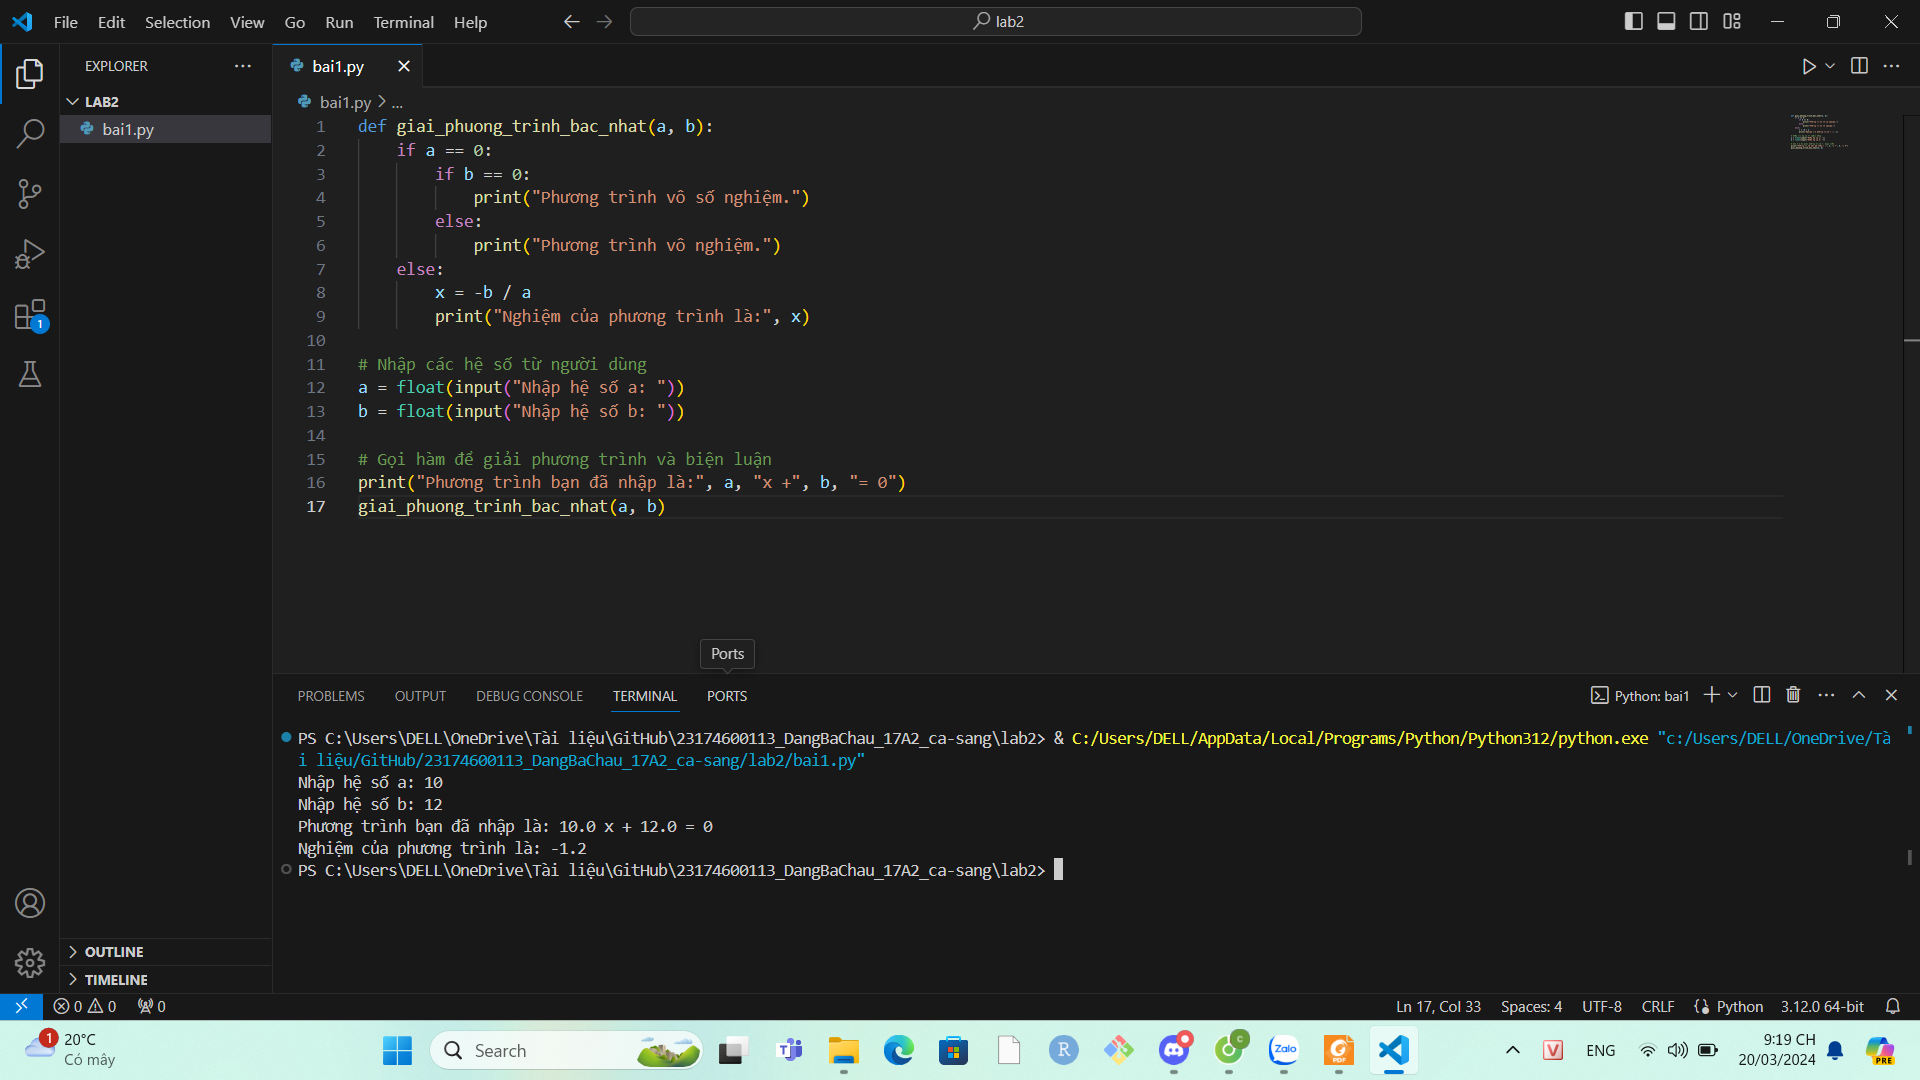 File Edit Selection View Go Run Terminal Help
lab2
EXPLORER
LAB2
bai1.py
bai1.py
bai1.py > ...
1 def giai_phuong_trinh_bac_nhat(a, b):
2 if a == 0:
3 if b == 0:
4 print("Phương trình vô số nghiệm.")
5 else:
6 print("Phương trình vô nghiệm.")
7 else:
8 x = -b / a
9 print("Nghiệm của phương trình là:", x)
10
11 # Nhập các hệ số từ người dùng
12 a = float(input("Nhập hệ số a: "))
13 b = float(input("Nhập hệ số b: "))
14
15 # Gọi hàm để giải phương trình và biện luận
16 print("Phương trình bạn đã nhập là:", a, "x +", b, "= 0")
17 giai_phuong_trinh_bac_nhat(a, b)
Ports
PROBLEMS OUTPUT DEBUG CONSOLE TERMINAL PORTS
Python: bai1
PS C:\Users\DELL\OneDrive\Tài liệu\GitHub\23174600113_DangBaChau_17A2_ca-sang\lab2> & C:/Users/DELL/AppData/Local/Programs/Python/Python312/python.exe "c:/Users/DELL/OneDrive/Tà
i liệu/GitHub/23174600113_DangBaChau_17A2_ca-sang/lab2/bai1.py"
Nhập hệ số a: 10
Nhập hệ số b: 12
Phương trình bạn đã nhập là: 10.0 x + 12.0 = 0
Nghiệm của phương trình là: -1.2
PS C:\Users\DELL\OneDrive\Tài liệu\GitHub\23174600113_DangBaChau_17A2_ca-sang\lab2>
1
OUTLINE
TIMELINE
0 0 0
Ln 17, Col 33 Spaces: 4 UTF-8 CRLF {} Python 3.12.0 64-bit
1
20°C
Có mây
Search
R
C
Zalo
PDF
V
ENG
9:19 CH
20/03/2024
PRE